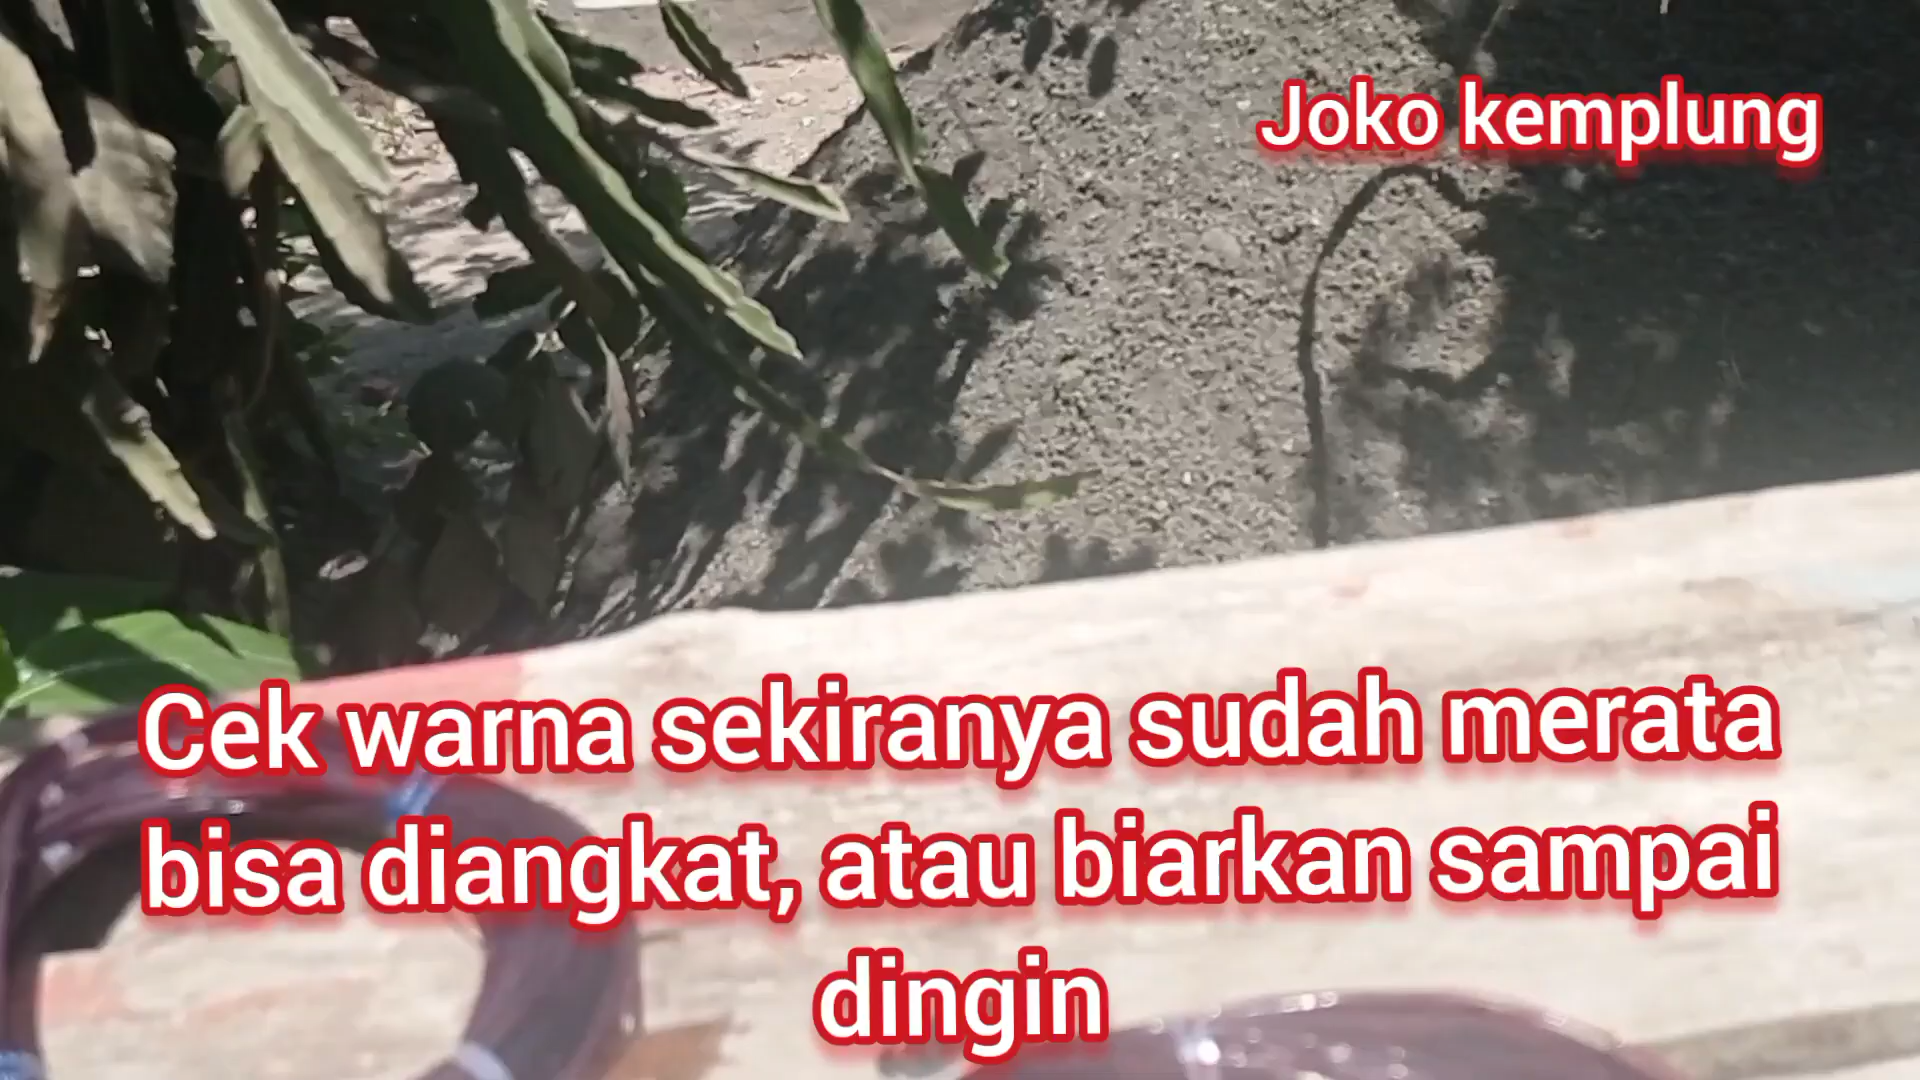 Joko kemplung
Cek warna sekiranya sudah merata
bisa diangkat, atau biarkan sampai
dingin